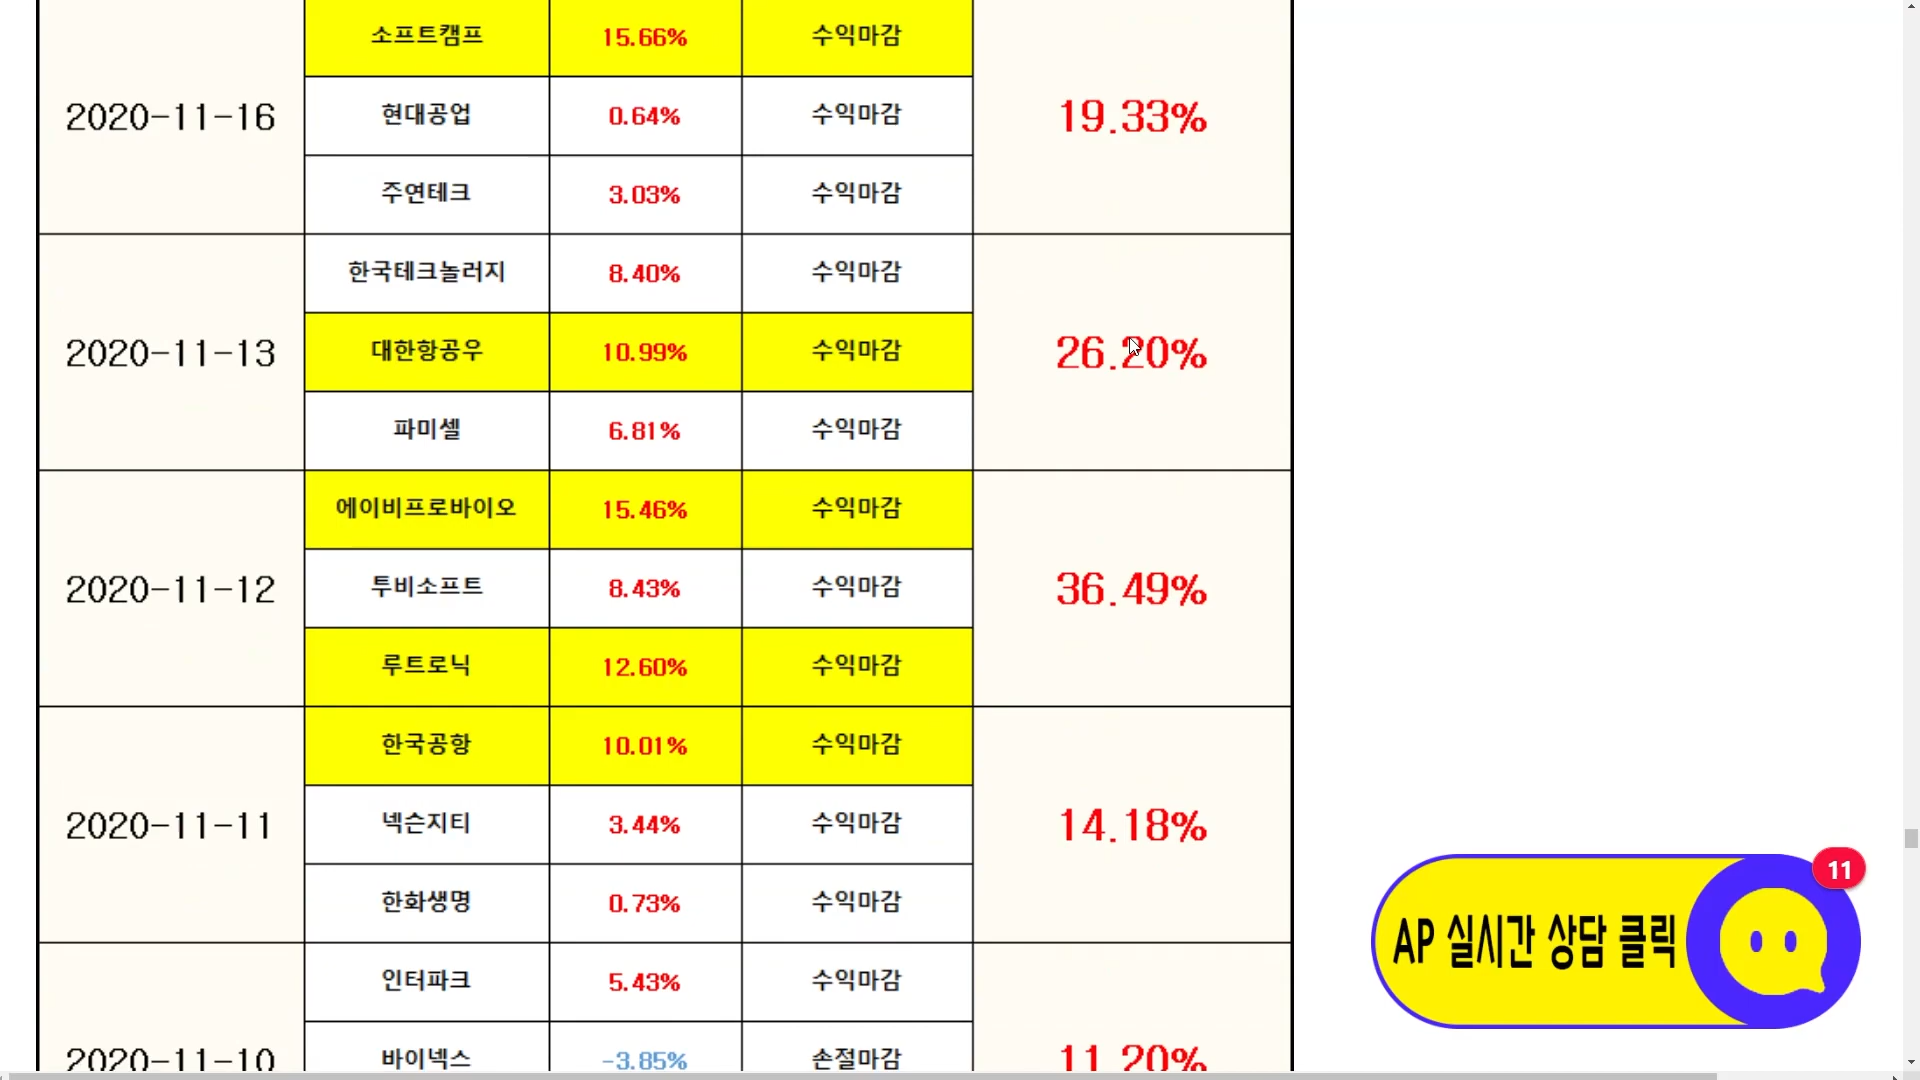 소프트캠프 15.66% 수익마감
2020-11-16 현대공업 0.64% 수익마감 19.33%
주연테크 3.03% 수익마감
한국테크놀러지 8.40% 수익마감
2020-11-13 대한항공우 10.99% 수익마감 26.20%
파미셀 6.81% 수익마감
에이비프로바이오 15.46% 수익마감
2020-11-12 투비소프트 8.43% 수익마감 36.49%
루트로닉 12.60% 수익마감
한국공항 10.01% 수익마감
2020-11-11 넥슨지티 3.44% 수익마감 14.18%
한화생명 0.73% 수익마감
인터파크 5.43% 수익마감
2020-11-10 바이넥스 -3.85% 손절마감 11.20%
11
AP 실시간 상담 클릭